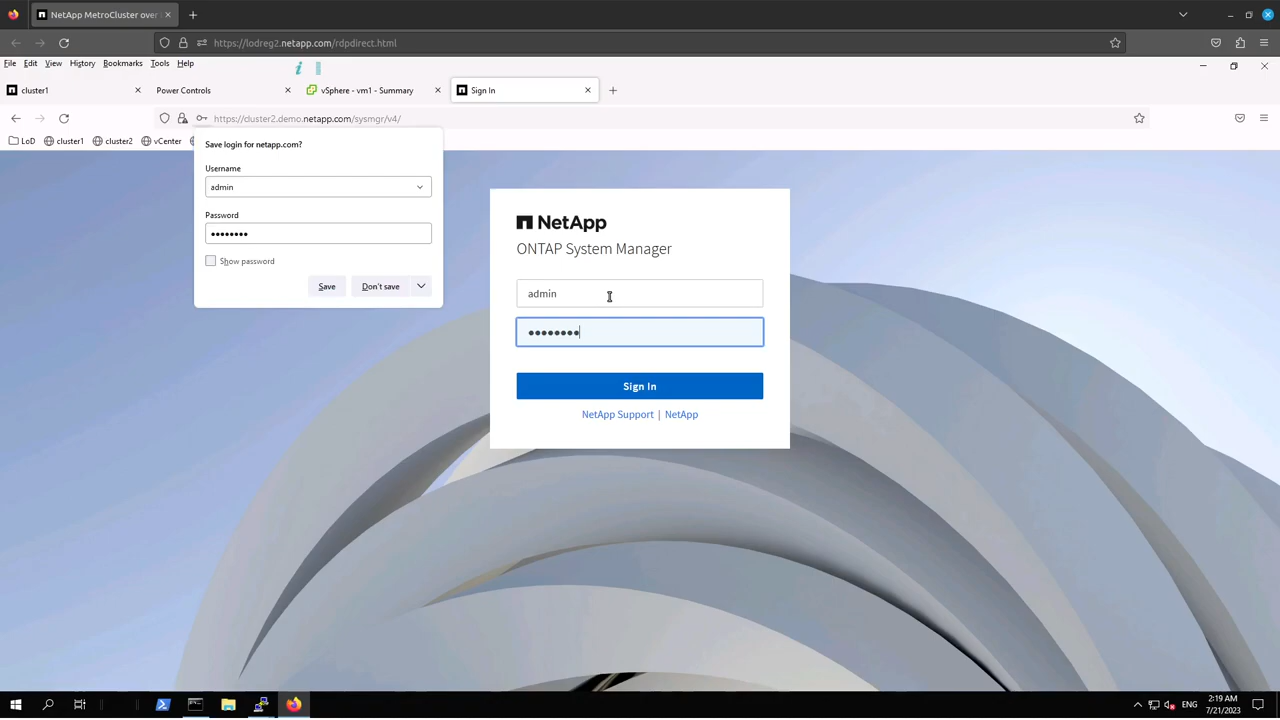 NetApp MetroCluster over
https://lodreg2.netapp.com/rdpdirect.html
File Edit View History Bookmarks Tools Help
cluster1
Power Controls
vSphere - vm1 - Summary
Sign In
https://cluster2.demo.netapp.com/sysmgr/v4/
LoD cluster1 cluster2 vCenter
Save login for netapp.com?
Username
admin
Password
••••••••
Show password
Save Don't save
NetApp
ONTAP System Manager
admin
••••••••
Sign In
NetApp Support | NetApp
ENG
2:19 AM
7/21/2023